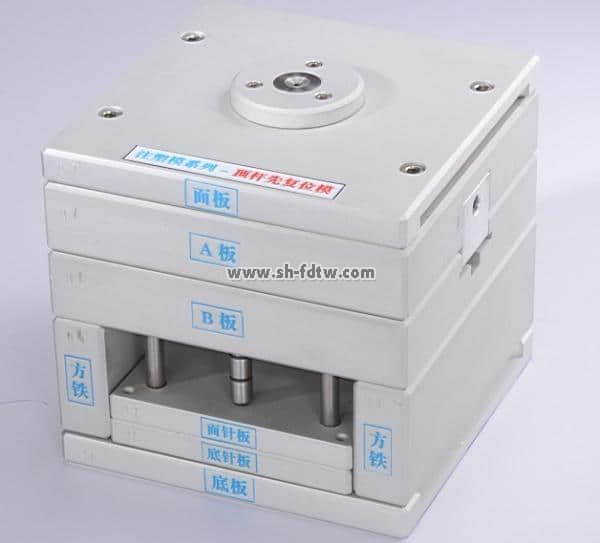 注塑模系列-顶杆先复位模
面板
A板
www.sh-fdtw.com
B板
方铁
面针板
底针板
方铁
底板